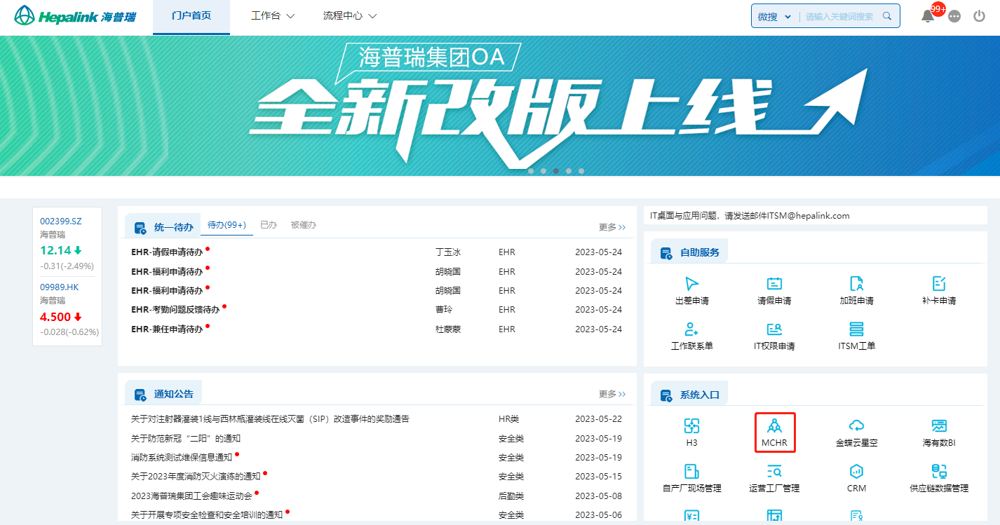 Hepalink 海普瑞 门户首页 工作台 流程中心 微搜 请输入关键词搜索 99+
海普瑞集团OA
全新改版上线
002399.SZ
海普瑞
12.14
-0.31(-2.49%)
09989.HK
海普瑞
4.500
-0.028(-0.62%)
统一待办 待办(99+) 已办 被催办 更多
EHR-请假申请待办 丁玉冰 EHR 2023-05-24
EHR-福利申请待办 胡晓国 EHR 2023-05-24
EHR-福利申请待办 胡晓国 EHR 2023-05-24
EHR-考勤问题反馈待办 曹玲 EHR 2023-05-24
EHR-兼任申请待办 杜蒙蒙 EHR 2023-05-24
通知公告 更多
关于对注射器灌装1线与西林瓶灌装线在线灭菌（SIP）改造事件的奖励通告 HR类 2023-05-22
关于防范新冠“二阳”的通知 安全类 2023-05-19
消防系统测试维保信息通知 安全类 2023-05-19
关于2023年度消防灭火演练的通知 安全类 2023-05-15
2023海普瑞集团工会趣味运动会 后勤类 2023-05-08
关于开展专项安全检查和安全培训的通知 安全类 2023-05-06
IT桌面与应用问题，请发送邮件ITSM@hepalink.com
自助服务
出差申请 请假申请 加班申请 补卡申请
工作联系单 IT权限申请 ITSM工单
系统入口
H3 MCHR 金蝶云星空 海有数BI
自产厂现场管理 运营工厂管理 CRM 供应链数据管理